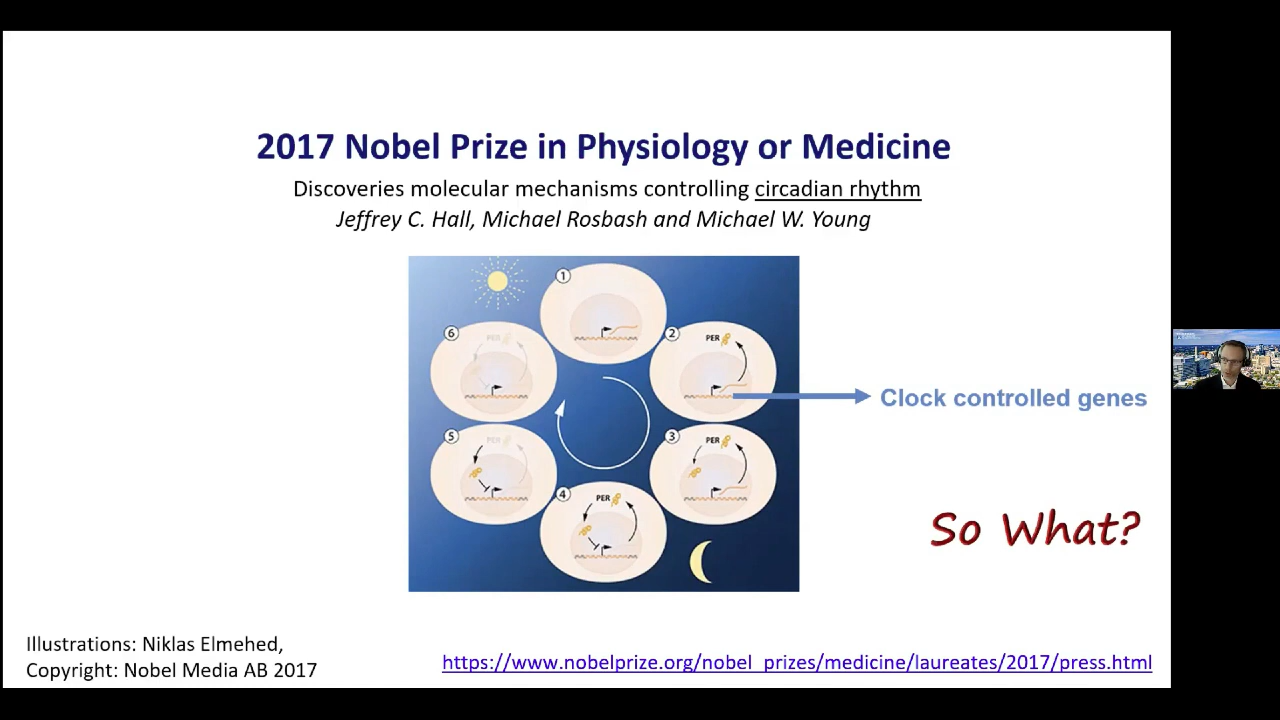 2017 Nobel Prize in Physiology or Medicine
Discoveries molecular mechanisms controlling circadian rhythm
Jeffrey C. Hall, Michael Rosbash and Michael W. Young
1
6
PER
2
PER
Clock controlled genes
5
PER
3
PER
4
PER
So What?
Illustrations: Niklas Elmehed,
Copyright: Nobel Media AB 2017
https://www.nobelprize.org/nobel_prizes/medicine/laureates/2017/press.html